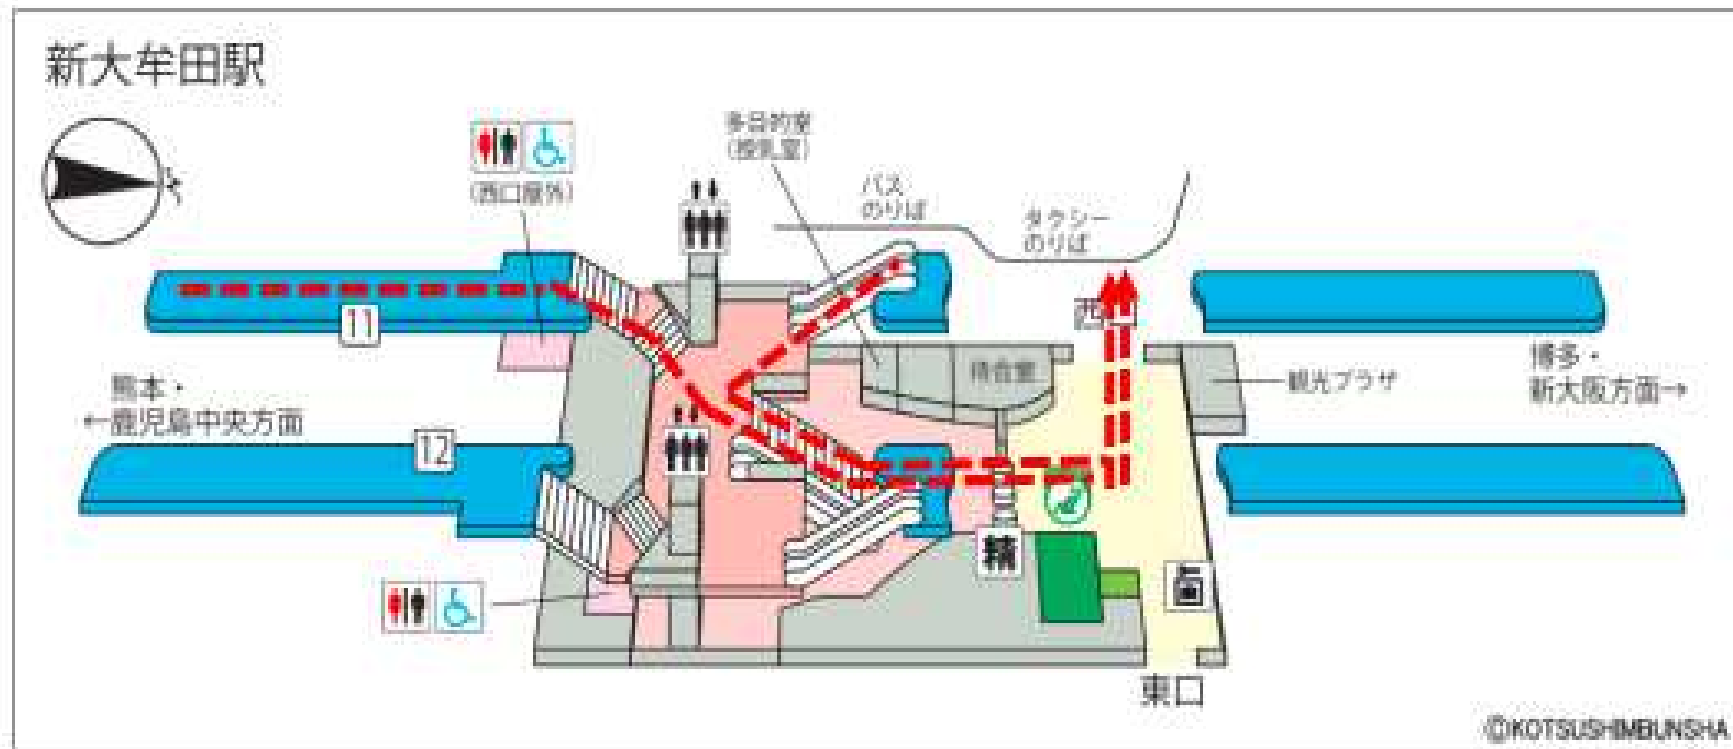 新大牟田駅
北
(西口屋外)
多目的室
(授乳室)
バス
のりば
タクシー
のりば
11
西
待合室
観光プラザ
博多・
新大阪方面→
熊本・
←鹿児島中央方面
12
精
東口
©KOTSUSHIMBUNSHA